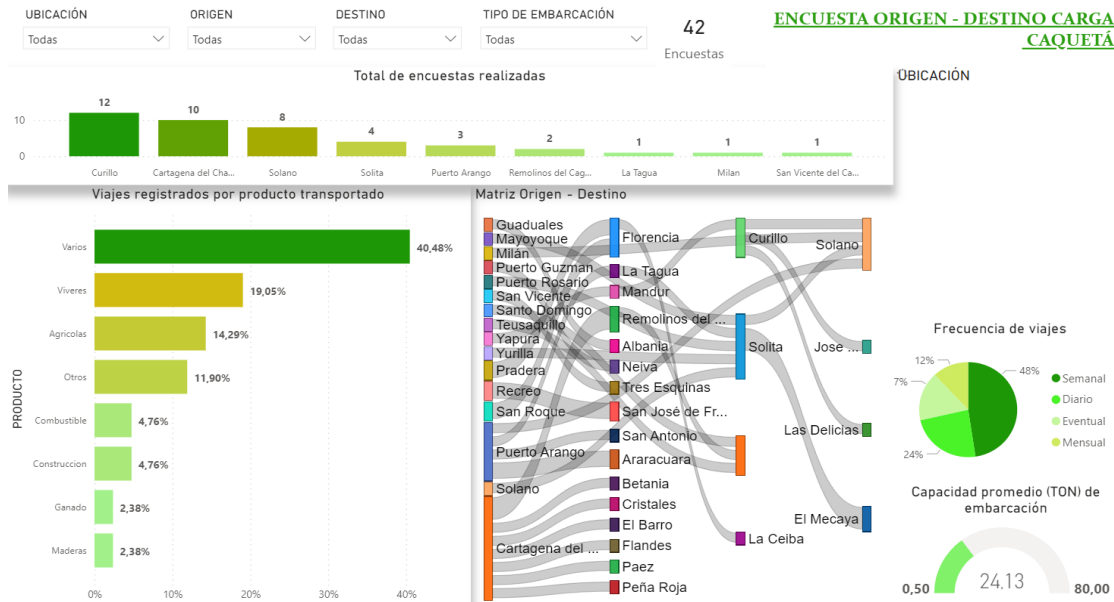 UBICACIÓN
Todas
ORIGEN
Todas
DESTINO
Todas
TIPO DE EMBARCACIÓN
Todas
42
Encuestas
ENCUESTA ORIGEN - DESTINO CARGA
CAQUETÁ
Total de encuestas realizadas
10
0
12
10
8
4
3
2
1
1
1
Curillo
Cartagena del Cha...
Solano
Solita
Puerto Arango
Remolinos del Cag...
La Tagua
Milan
San Vicente del Ca...
UBICACIÓN
Viajes registrados por producto transportado
PRODUCTO
Varios
40,48%
Viveres
19,05%
Agricolas
14,29%
Otros
11,90%
Combustible
4,76%
Construccion
4,76%
Ganado
2,38%
Maderas
2,38%
0%
10%
20%
30%
40%
Matriz Origen - Destino
Guaduales
Mayoyoque
Milán
Puerto Guzman
Puerto Rosario
San Vicente
Santo Domingo
Teusaquillo
Yapura
Yurilla
Pradera
Recreo
San Roque
Puerto Arango
Solano
Cartagena del ...
Florencia
La Tagua
Mandur
Remolinos del ...
Albania
Neiva
Tres Esquinas
San José de Fr...
San Antonio
Araracuara
Betania
Cristales
El Barro
Flandes
Paez
Peña Roja
Curillo
Solita
La Ceiba
Solano
Jose ...
Las Delicias
El Mecaya
Frecuencia de viajes
12%
7%
24%
48%
Semanal
Diario
Eventual
Mensual
Capacidad promedio (TON) de
embarcación
0,50
24.13
80,00